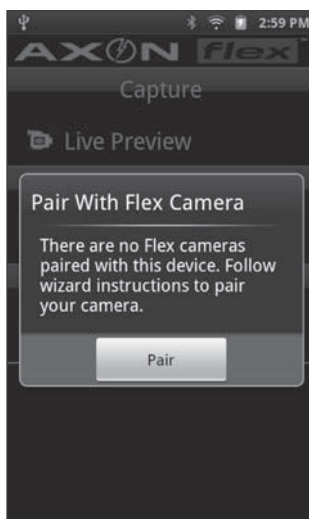 2:59 PM
AXON flex
Capture
Live Preview
Pair With Flex Camera
There are no Flex cameras
paired with this device. Follow
wizard instructions to pair
your camera.
Pair